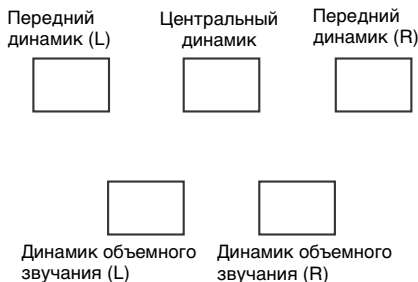 Передний
динамик (L)
Центральный
динамик
Передний
динамик (R)
Динамик объемного
звучания (L)
Динамик объемного
звучания (R)